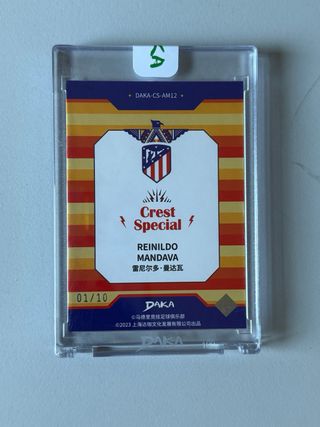 DAKA-CS-AM12
Crest
Special
REINILDO
MANDAVA
雷尼尔多·曼达瓦
01/10
DAKA
©马德里竞技足球俱乐部
©2023 上海达咖文化发展有限公司出品
DAKA